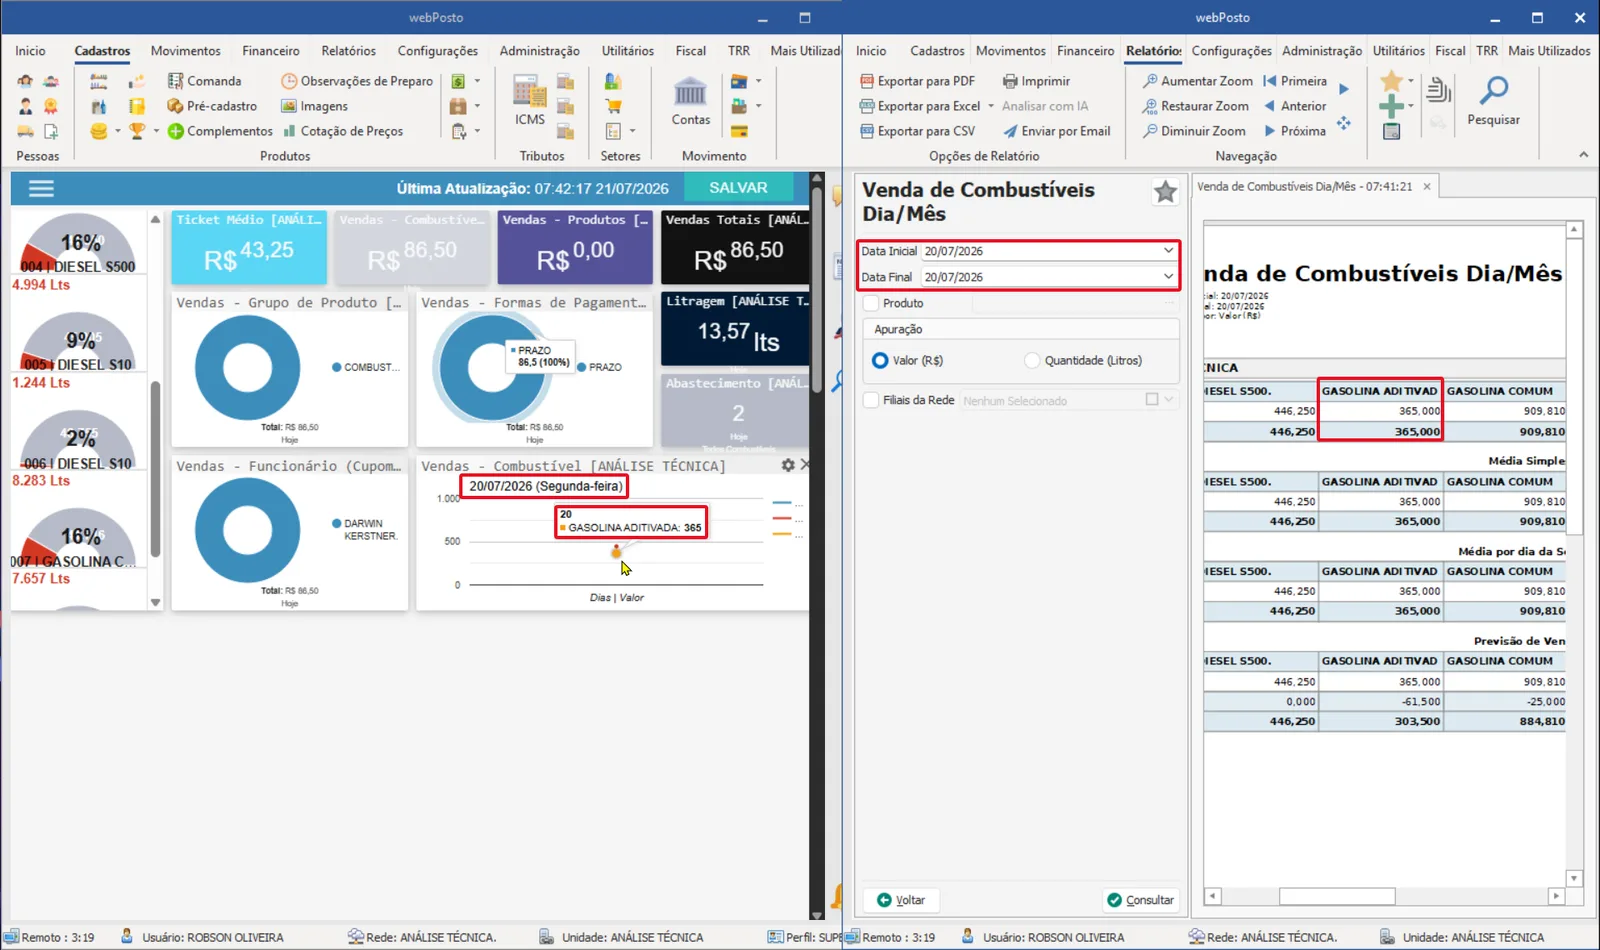 webPosto
Inicio Cadastros Movimentos Financeiro Relatórios Configurações Administração Utilitários Fiscal TRR Mais Utilizad
Comanda
Observações de Preparo
Pré-cadastro
Imagens
Complementos
Cotação de Preços
ICMS
Contas
Pessoas
Produtos
Tributos
Setores
Movimento
Última Atualização: 07:42:17 21/07/2026
SALVAR
16%
004 | DIESEL S500
4.994 Lts
9%
005 | DIESEL S10
1.244 Lts
2%
006 | DIESEL S10
8.283 Lts
16%
007 | GASOLINA C...
7.657 Lts
Ticket Médio [ANÁLI...
R$ 43,25
Vendas - Combustíve...
R$ 86,50
Vendas - Produtos [...
R$ 0,00
Vendas Totais [ANÁL...
R$ 86,50
Vendas - Grupo de Produto [...
COMBUST...
Total: R$ 86,50
Hoje
Vendas - Formas de Pagament...
PRAZO
86,5 (100%)
PRAZO
Total: R$ 86,50
Hoje
Litragem [ANÁLISE T...
13,57 lts
Abastecimento [ANÁL...
2
Hoje
Todos Combustíveis
Vendas - Funcionário (Cupom...
DARWIN
KERSTNER.
Total: R$ 86,50
Hoje
Vendas - Combustível [ANÁLISE TÉCNICA]
20/07/2026 (Segunda-feira)
1.000
20
GASOLINA ADITIVADA: 365
500
0
Dias | Valor
Remoto : 3:19
Usuário: ROBSON OLIVEIRA
Rede: ANÁLISE TÉCNICA.
Unidade: ANÁLISE TÉCNICA
Perfil: SUPE
webPosto
Inicio Cadastros Movimentos Financeiro Relatórios Configurações Administração Utilitários Fiscal TRR Mais Utilizados
Exportar para PDF
Imprimir
Exportar para Excel
Analisar com IA
Exportar para CSV
Enviar por Email
Aumentar Zoom
Primeira
Restaurar Zoom
Anterior
Diminuir Zoom
Próxima
Pesquisar
Opções de Relatório
Navegação
Venda de Combustíveis
Dia/Mês
Data Inicial 20/07/2026
Data Final 20/07/2026
Produto
Apuração
Valor (R$)
Quantidade (Litros)
Filiais da Rede Nenhum Selecionado
Voltar
Consultar
Venda de Combustíveis Dia/Mês - 07:41:21
nda de Combustíveis Dia/Mês
ial: 20/07/2026
al: 20/07/2026
por: Valor (R$)
CNICA
IESEL S500. GASOLINA ADITIVAD GASOLINA COMUM
446,250 365,000 909,810
446,250 365,000 909,810
Média Simple
IESEL S500. GASOLINA ADITIVAD GASOLINA COMUM
446,250 365,000 909,810
446,250 365,000 909,810
Média por dia da S
IESEL S500. GASOLINA ADITIVAD GASOLINA COMUM
446,250 365,000 909,810
446,250 365,000 909,810
Previsão de Ven
IESEL S500. GASOLINA ADITIVAD GASOLINA COMUM
446,250 365,000 909,810
0,000 -61,500 -25,000
446,250 303,500 884,810
Remoto : 3:19
Usuário: ROBSON OLIVEIRA
Rede: ANÁLISE TÉCNICA.
Unidade: ANÁLISE TÉCNICA